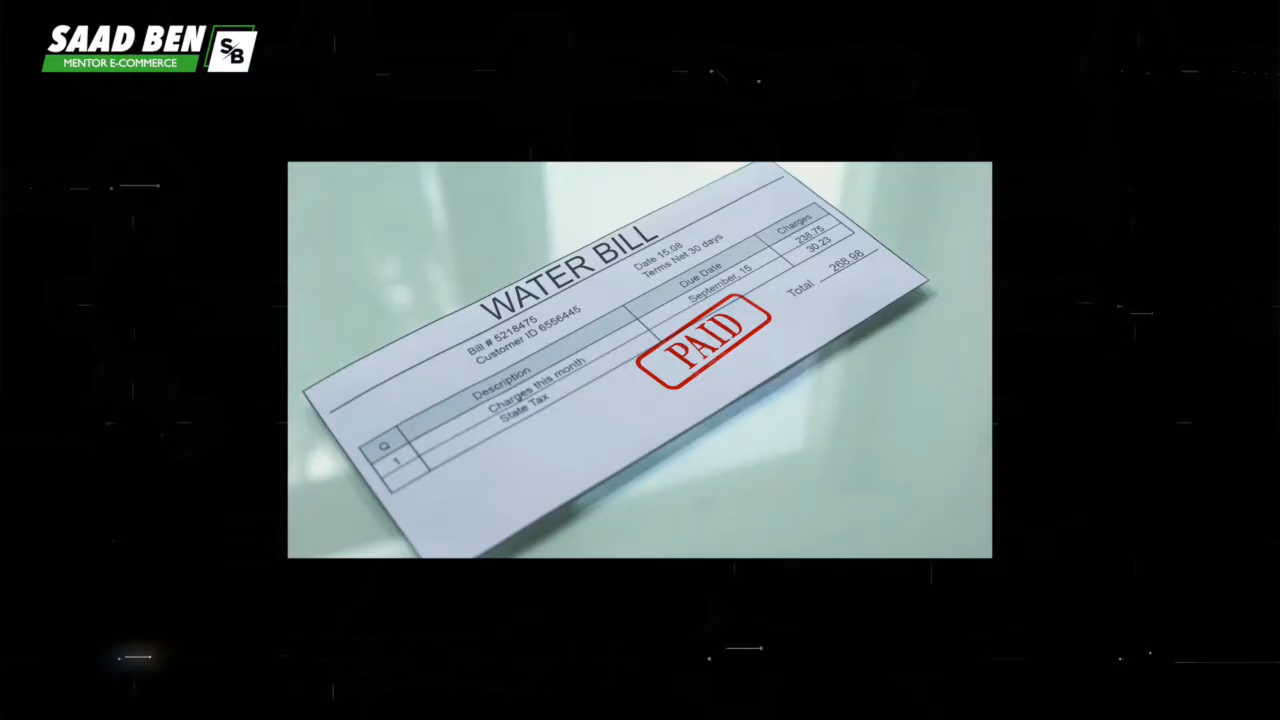 SAAD BEN
MENTOR E-COMMERCE
S/B
WATER BILL
Bill # 5218475
Customer ID 6556445
Date 15.08
Terms Net 30 days
Q Description Due Date Charges
1 Charges this month September, 15 238.75
State Tax 30.23
Total 268.98
PAID